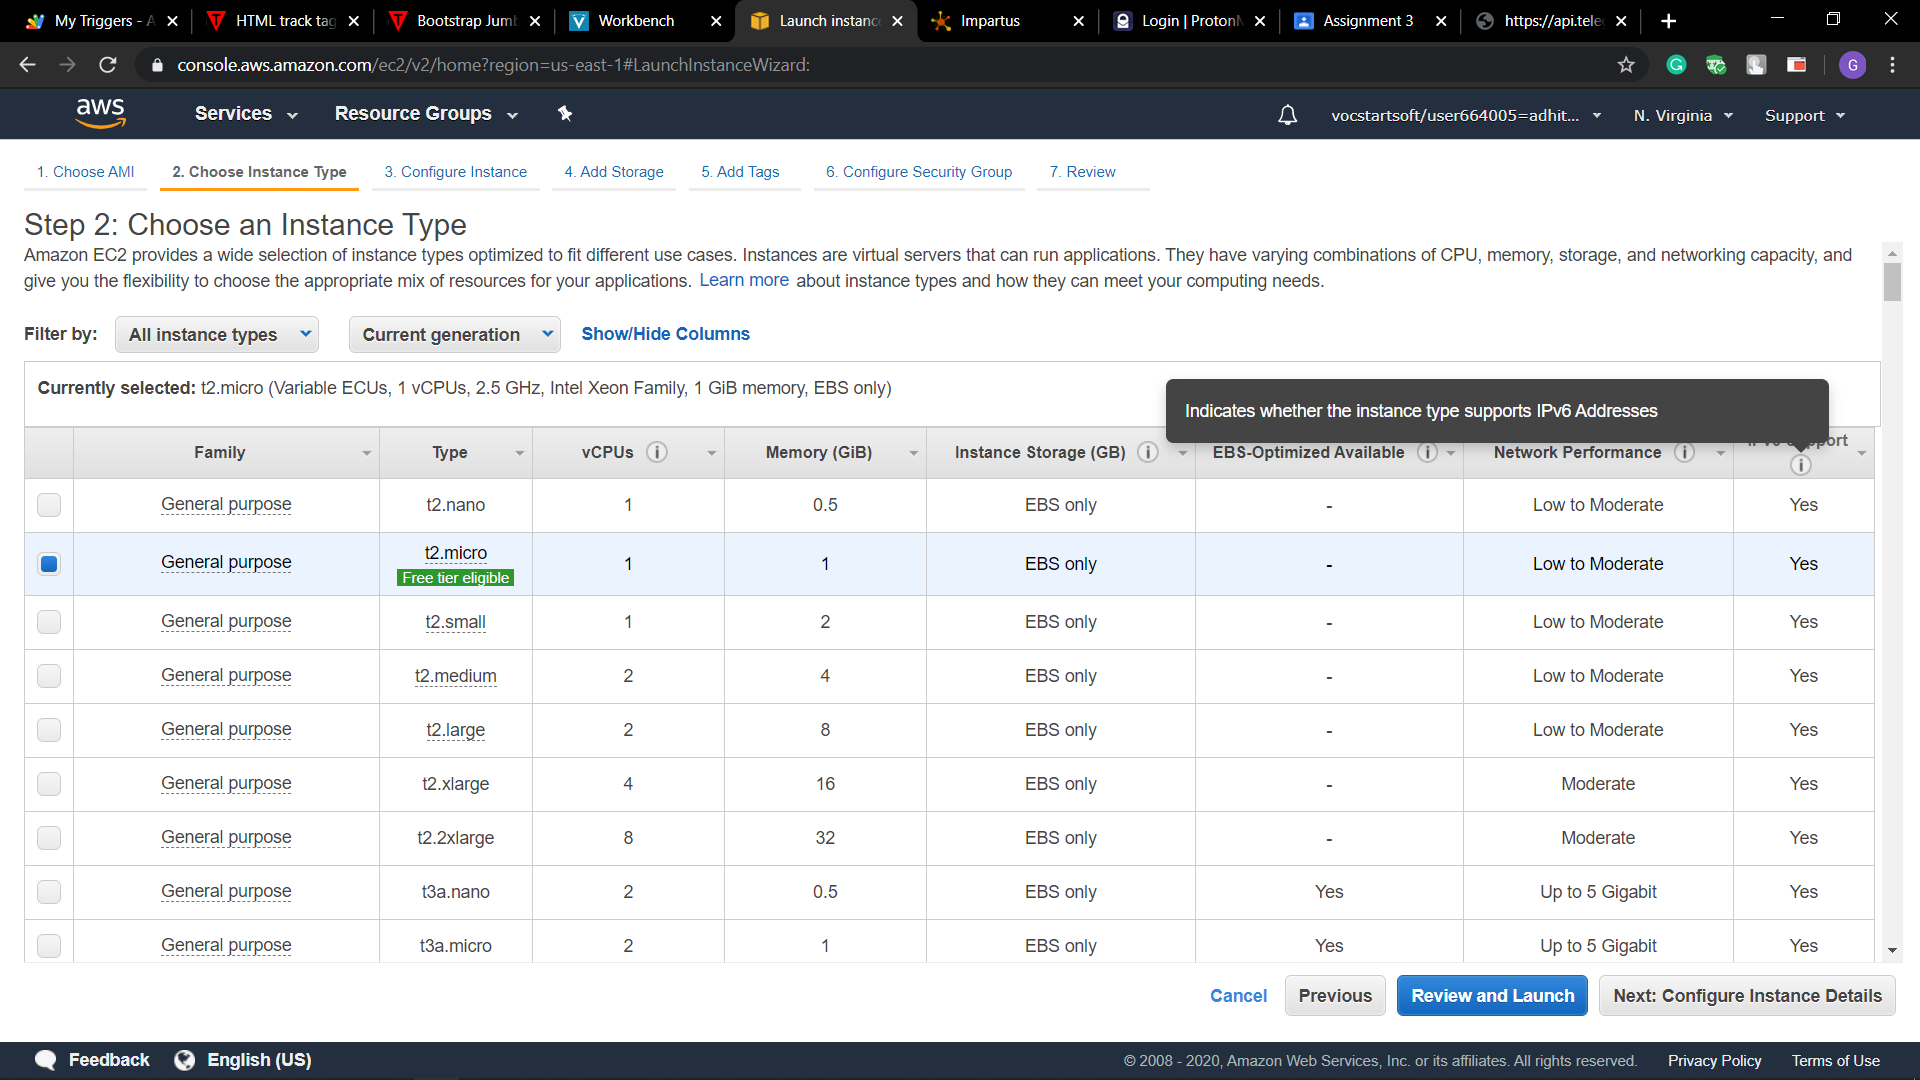 My Triggers - A
HTML track tag
Bootstrap Jumb
Workbench
Launch instanc
Impartus
Login | ProtonM
Assignment 3
https://api.tele
console.aws.amazon.com/ec2/v2/home?region=us-east-1#LaunchInstanceWizard:
G
aws
Services
Resource Groups
vocstartsoft/user664005=adhit...
N. Virginia
Support
1. Choose AMI
2. Choose Instance Type
3. Configure Instance
4. Add Storage
5. Add Tags
6. Configure Security Group
7. Review
Step 2: Choose an Instance Type
Amazon EC2 provides a wide selection of instance types optimized to fit different use cases. Instances are virtual servers that can run applications. They have varying combinations of CPU, memory, storage, and networking capacity, and
give you the flexibility to choose the appropriate mix of resources for your applications. Learn more about instance types and how they can meet your computing needs.
Filter by:
All instance types
Current generation
Show/Hide Columns
Currently selected: t2.micro (Variable ECUs, 1 vCPUs, 2.5 GHz, Intel Xeon Family, 1 GiB memory, EBS only)
Indicates whether the instance type supports IPv6 Addresses
Family Type vCPUs Memory (GiB) Instance Storage (GB) EBS-Optimized Available Network Performance
General purpose t2.nano 1 0.5 EBS only - Low to Moderate Yes
General purpose t2.micro 1 1 EBS only - Low to Moderate Yes
Free tier eligible
General purpose t2.small 1 2 EBS only - Low to Moderate Yes
General purpose t2.medium 2 4 EBS only - Low to Moderate Yes
General purpose t2.large 2 8 EBS only - Low to Moderate Yes
General purpose t2.xlarge 4 16 EBS only - Moderate Yes
General purpose t2.2xlarge 8 32 EBS only - Moderate Yes
General purpose t3a.nano 2 0.5 EBS only Yes Up to 5 Gigabit Yes
General purpose t3a.micro 2 1 EBS only Yes Up to 5 Gigabit Yes
Cancel
Previous
Review and Launch
Next: Configure Instance Details
Feedback
English (US)
© 2008 - 2020, Amazon Web Services, Inc. or its affiliates. All rights reserved.
Privacy Policy
Terms of Use